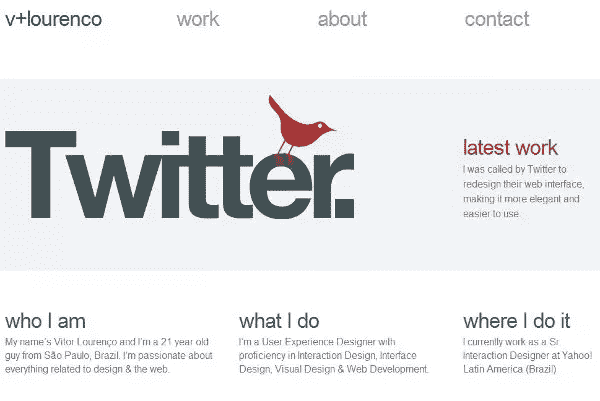 v+lourenco work about contact
Twitter.
latest work
I was called by Twitter to
redesign their web interface,
making it more elegant and
easier to use.
who I am
My name's Vitor Lourenço and I'm a 21 year old
guy from São Paulo, Brazil. I'm passionate about
everything related to design & the web.
what I do
I'm a User Experience Designer with
proficiency in Interaction Design, Interface
Design, Visual Design & Web Development.
where I do it
I currently work as a Sr
Interaction Designer at Yahoo!
Latin America (Brazil)